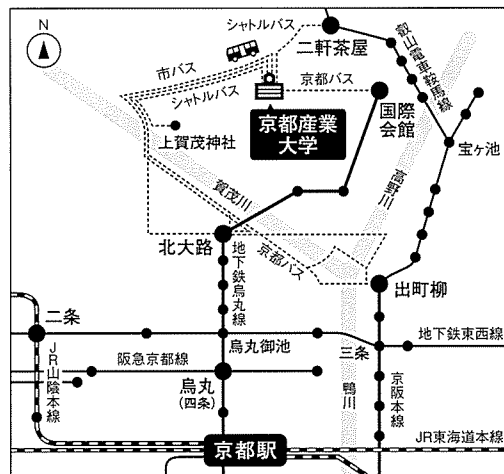 N
シャトルバス
二軒茶屋
叡山電車鞍馬線
市バス
シャトルバス
京都バス
国際
会館
京都産業
大学
上賀茂神社
宝ヶ池
賀茂川
高野川
北大路
京都バス
地下鉄烏丸線
出町柳
二条
地下鉄東西線
烏丸御池
三条
JR山陰本線
阪急京都線
烏丸
(四条)
鴨川
京阪本線
京都駅
JR東海道本線